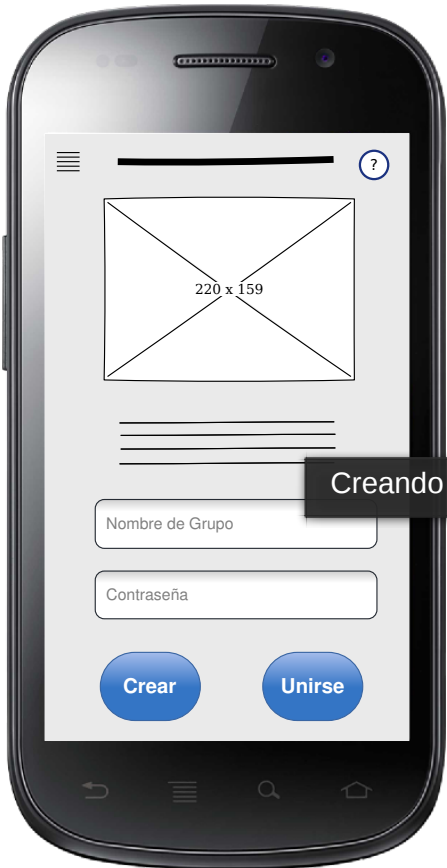 ?
220 x 159
Creando
Nombre de Grupo
Contraseña
Crear
Unirse